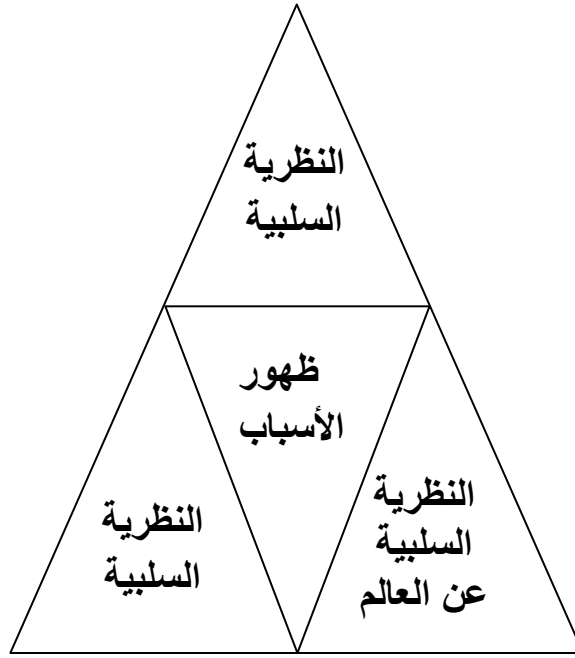 النظرية
السلبية
ظهور
الأسباب
النظرية
السلبية
عن العالم
النظرية
السلبية